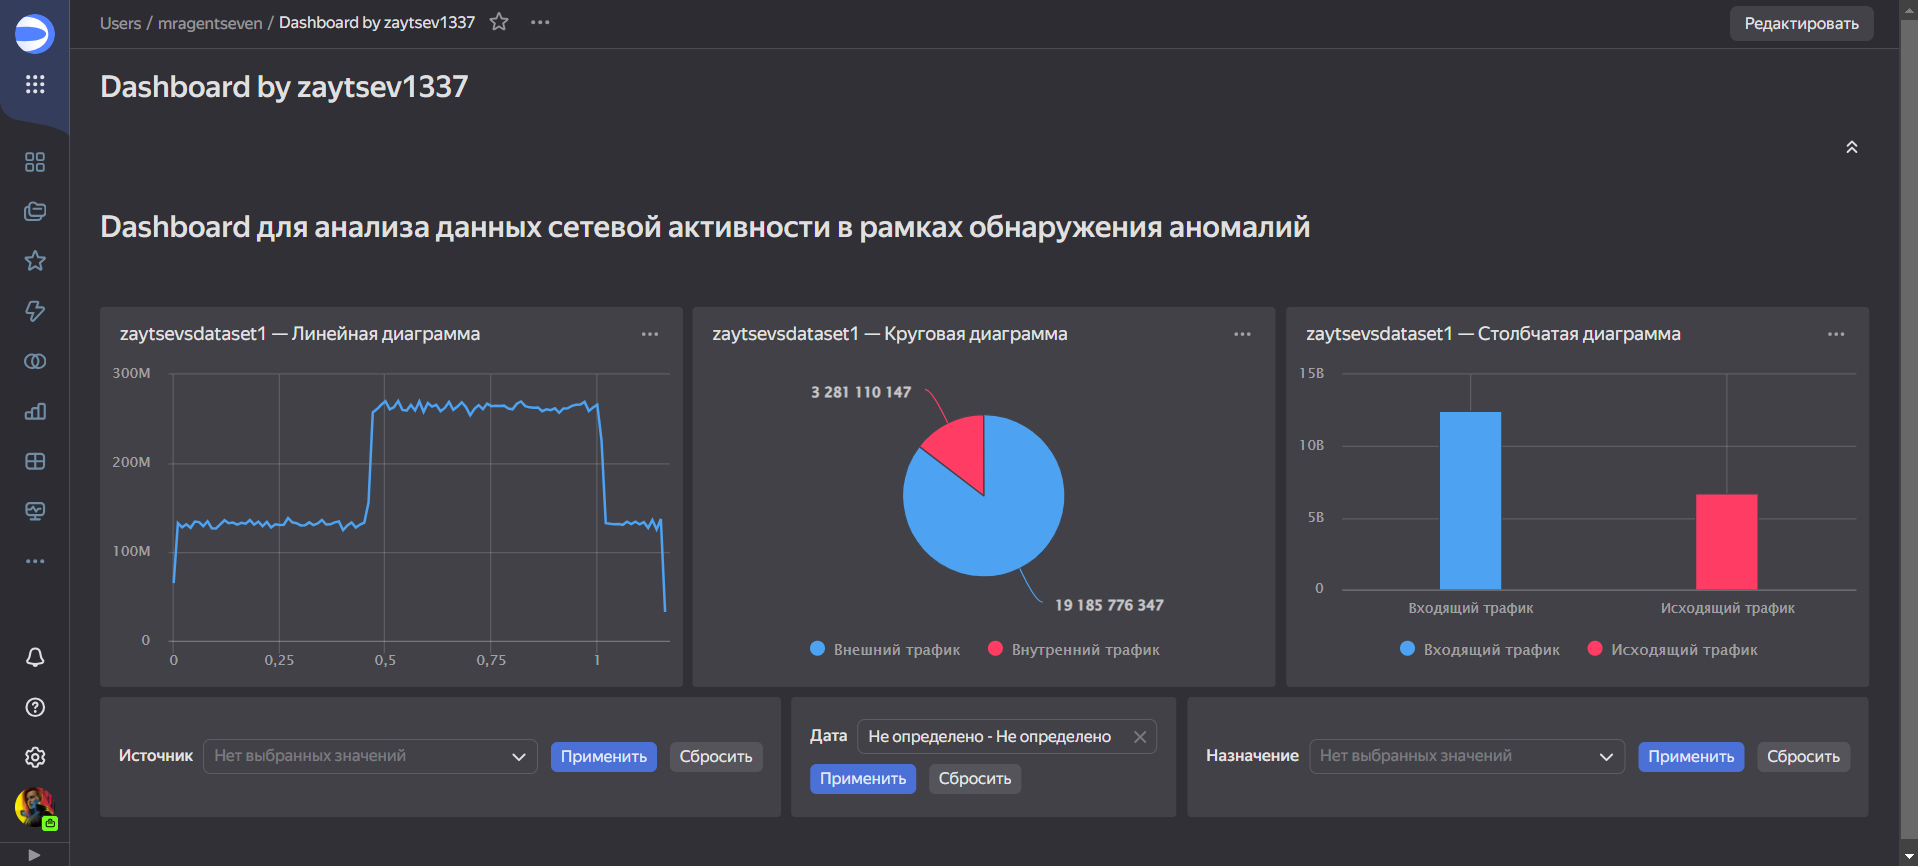 Users / mragentseven / Dashboard by zaytsev1337
Редактировать
Dashboard by zaytsev1337
Dashboard для анализа данных сетевой активности в рамках обнаружения аномалий
zaytsevsdataset1 — Линейная диаграмма
300M
200M
100M
0
0 0,25 0,5 0,75 1
zaytsevsdataset1 — Круговая диаграмма
3 281 110 147
19 185 776 347
Внешний трафик Внутренний трафик
zaytsevsdataset1 — Столбчатая диаграмма
15B
10B
5B
0
Входящий трафик Исходящий трафик
Входящий трафик Исходящий трафик
Источник Нет выбранных значений Применить Сбросить
Дата Не определено - Не определено
Применить Сбросить
Назначение Нет выбранных значений Применить Сбросить